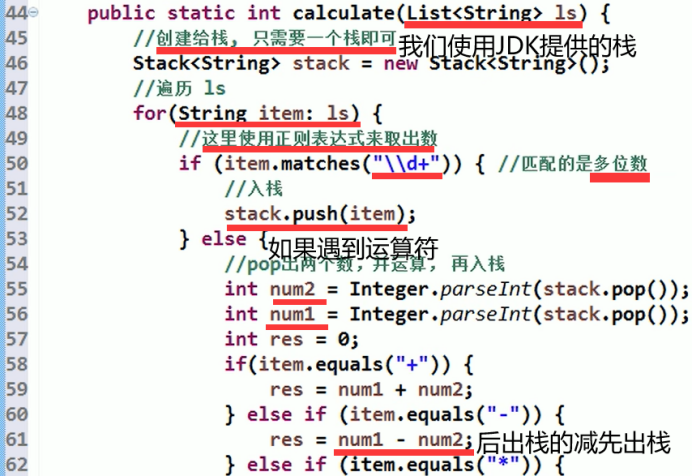 44 public static int calculate(List<String> ls) {
45 //创建给栈, 只需要一个栈即可 我们使用JDK提供的栈
46 Stack<String> stack = new Stack<String>();
47 //遍历 ls
48 for(String item: ls) {
49 //这里使用正则表达式来取出数
50 if (item.matches("\\d+")) { //匹配的是多位数
51 //入栈
52 stack.push(item);
53 } else { 如果遇到运算符
54 //pop出两个数,并运算, 再入栈
55 int num2 = Integer.parseInt(stack.pop());
56 int num1 = Integer.parseInt(stack.pop());
57 int res = 0;
58 if(item.equals("+")) {
59 res = num1 + num2;
60 } else if (item.equals("-")) {
61 res = num1 - num2; 后出栈的减先出栈
62 } else if (item.equals("*")) {